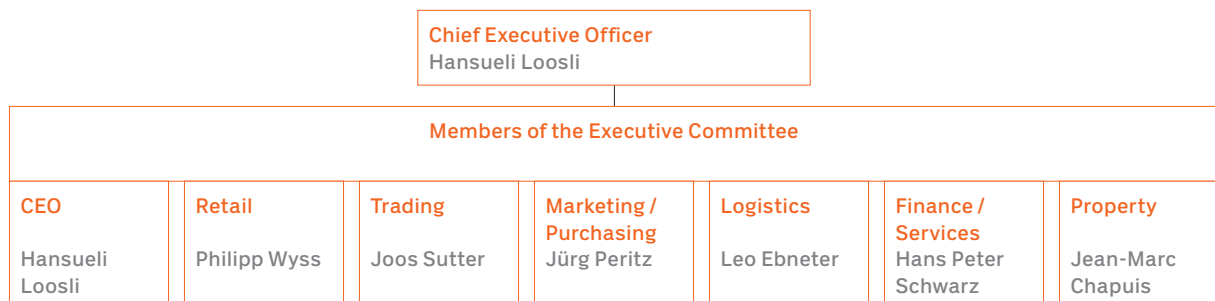 Chief Executive Officer
Hansueli Loosli
Members of the Executive Committee
CEO
Hansueli
Loosli
Retail
Philipp Wyss
Trading
Joos Sutter
Marketing /
Purchasing
Jürg Peritz
Logistics
Leo Ebneter
Finance /
Services
Hans Peter
Schwarz
Property
Jean-Marc
Chapuis